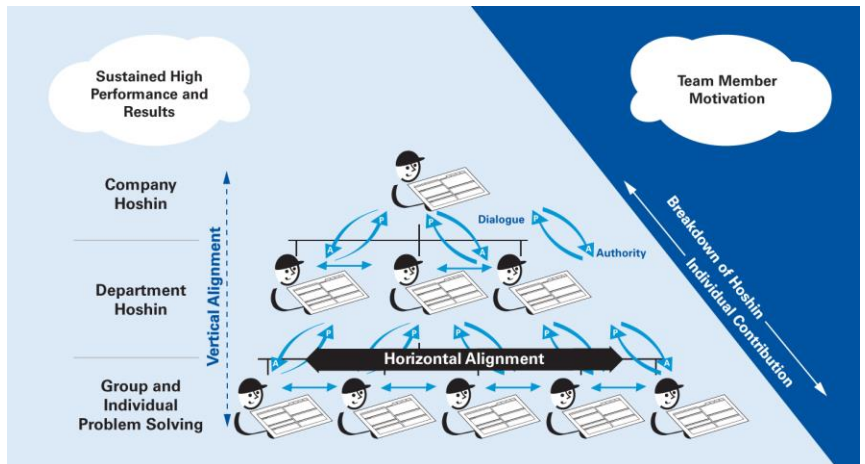 Sustained High
Performance and
Results
Team Member
Motivation
Company
Hoshin
Department
Hoshin
Group and
Individual
Problem Solving
Vertical Alignment
P
P
P
Dialogue
A
A
A
Authority
P
P
P
P
P
A
A
Horizontal Alignment
Breakdown of Hoshin
Individual Contribution